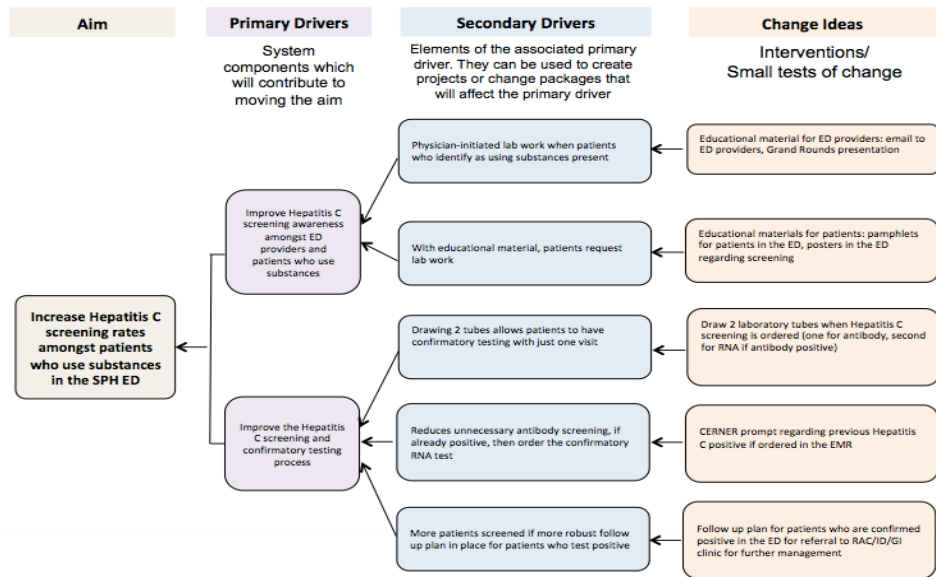 Aim
Primary Drivers
Secondary Drivers
Change Ideas
System
components which
will contribute to
moving the aim
Elements of the associated primary
driver. They can be used to create
projects or change packages that
will affect the primary driver
Interventions/
Small tests of change
Physician-initiated lab work when patients
who identify as using substances present
Educational material for ED providers: email to
ED providers, Grand Rounds presentation
Improve Hepatitis C
screening awareness
amongst ED
providers and
patients who use
substances
With educational material, patients request
lab work
Educational materials for patients: pamphlets
for patients in the ED, posters in the ED
regarding screening
Increase Hepatitis C
screening rates
amongst patients
who use substances
in the SPH ED
Drawing 2 tubes allows patients to have
confirmatory testing with just one visit
Draw 2 laboratory tubes when Hepatitis C
screening is ordered (one for antibody, second
for RNA if antibody positive)
Improve the Hepatitis
C screening and
confirmatory testing
process
Reduces unnecessary antibody screening, if
already positive, then order the confirmatory
RNA test
CERNER prompt regarding previous Hepatitis
C positive if ordered in the EMR
More patients screened if more robust follow
up plan in place for patients who test positive
Follow up plan for patients who are confirmed
positive in the ED for referral to RAC/ID/GI
clinic for further management